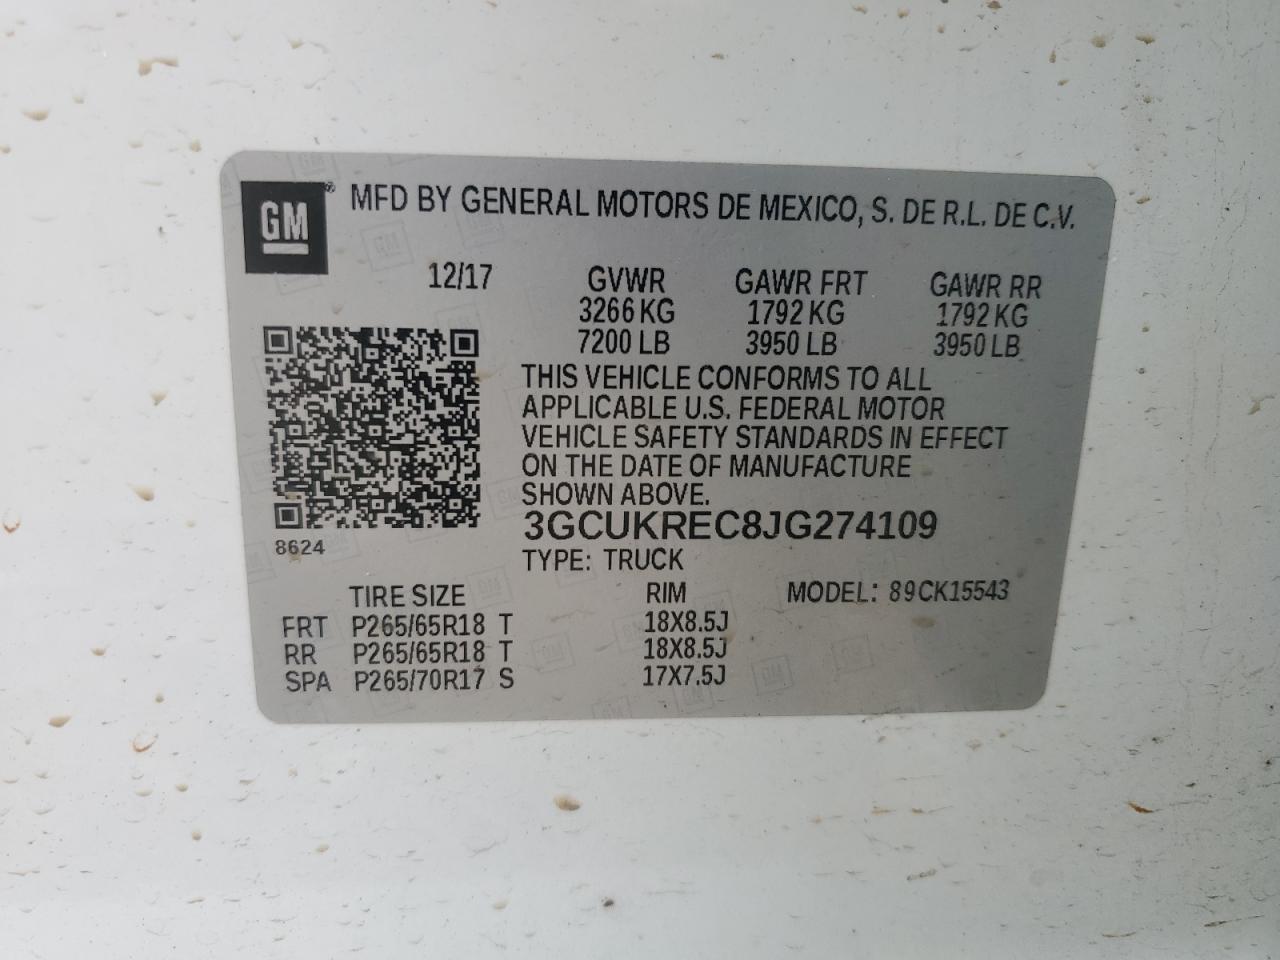 GM ® MFD BY GENERAL MOTORS DE MEXICO, S. DE R.L. DE C.V.
12/17 GVWR GAWR FRT GAWR RR
3266 KG 1792 KG 1792 KG
7200 LB 3950 LB 3950 LB
THIS VEHICLE CONFORMS TO ALL
APPLICABLE U.S. FEDERAL MOTOR
VEHICLE SAFETY STANDARDS IN EFFECT
ON THE DATE OF MANUFACTURE
SHOWN ABOVE.
3GCUKREC8JG274109
8624
TYPE: TRUCK
TIRE SIZE RIM MODEL: 89CK15543
FRT P265/65R18 T 18X8.5J
RR P265/65R18 T 18X8.5J
SPA P265/70R17 S 17X7.5J